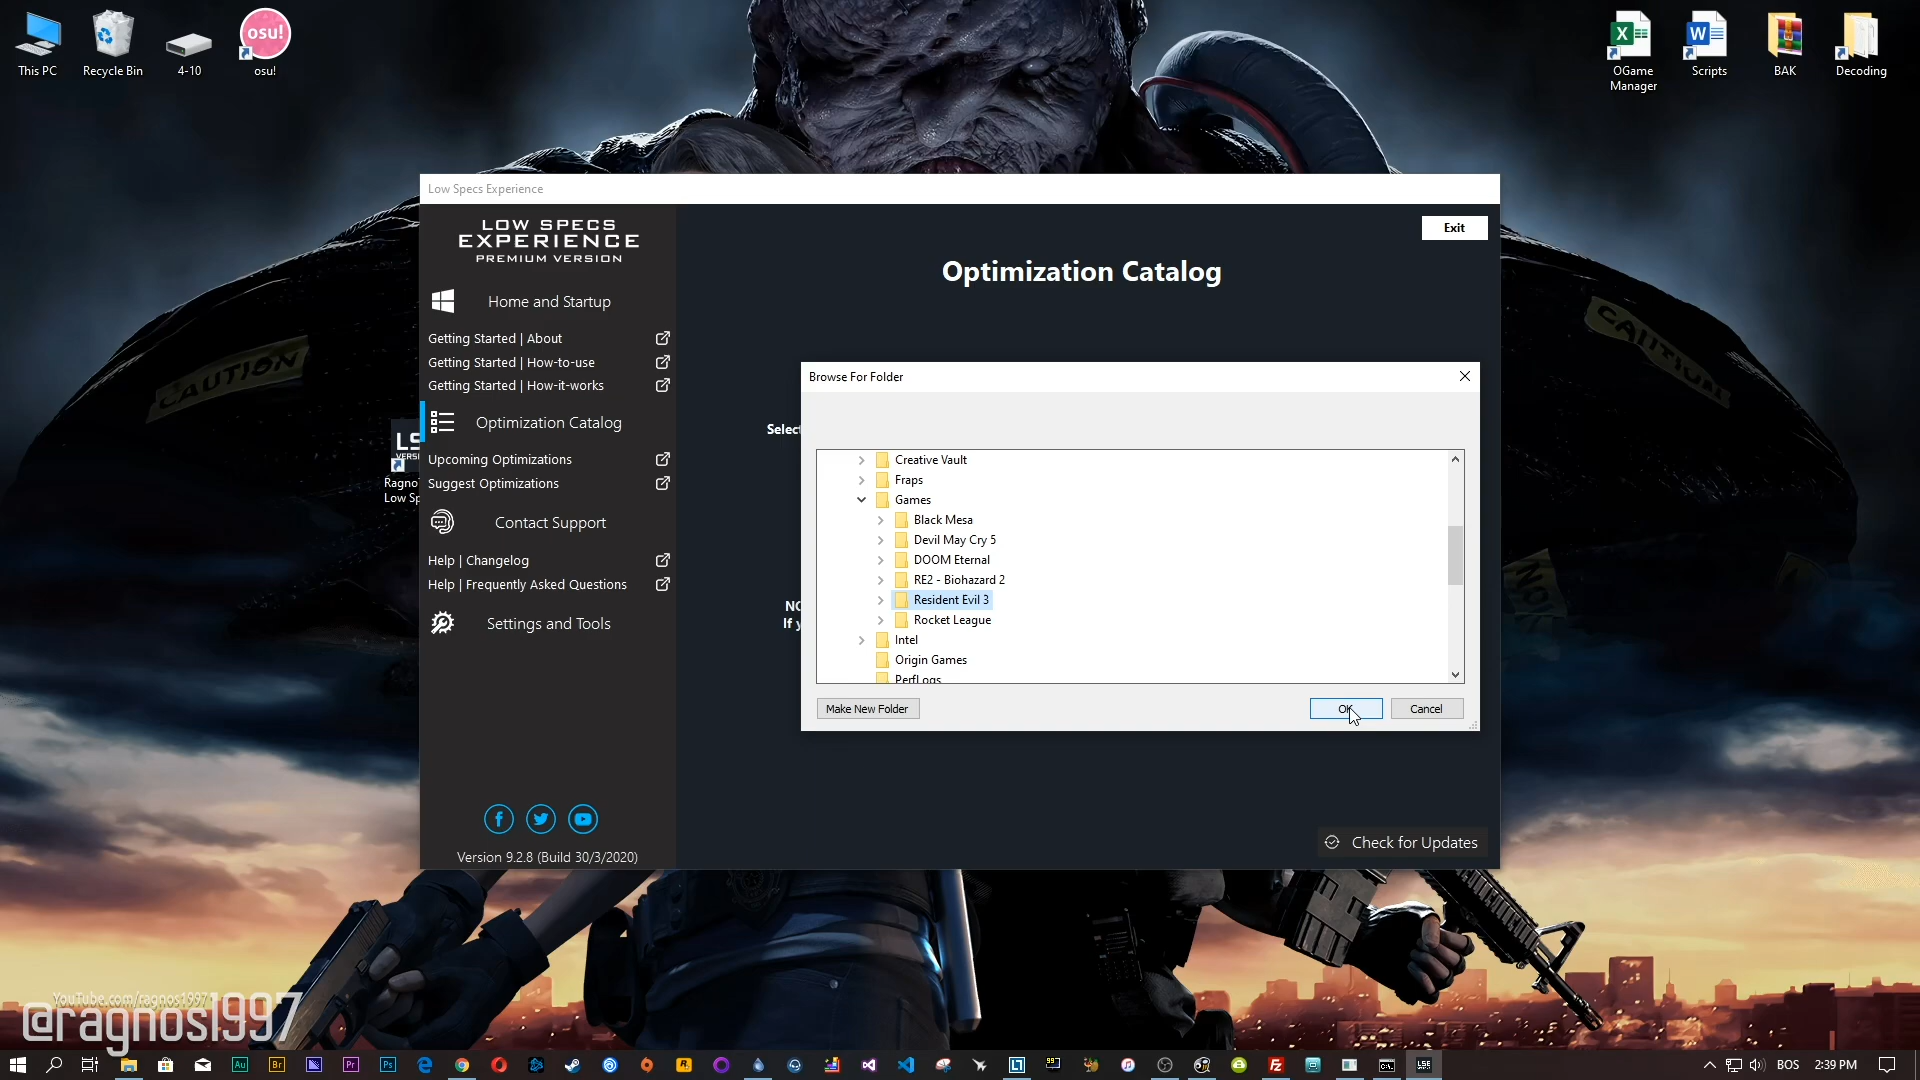 This PC
Recycle Bin
4-10
osu!
osu!
OGame
Manager
Scripts
BAK
Decoding
CAUTION
CAUTION
Low Specs Experience
LOW SPECS
EXPERIENCE
PREMIUM VERSION
Home and Startup
Getting Started | About
Getting Started | How-to-use
Getting Started | How-it-works
Optimization Catalog
Upcoming Optimizations
Suggest Optimizations
Contact Support
Help | Changelog
Help | Frequently Asked Questions
Settings and Tools
Version 9.2.8 (Build 30/3/2020)
Exit
Optimization Catalog
Browse For Folder
Creative Vault
Fraps
Games
Black Mesa
Devil May Cry 5
DOOM Eternal
RE2 - Biohazard 2
Resident Evil 3
Rocket League
Intel
Origin Games
PerfLogs
Make New Folder
OK
Cancel
Check for Updates
YouTube.com/ragnos1997
@ragnos1997
BOS
2:39 PM